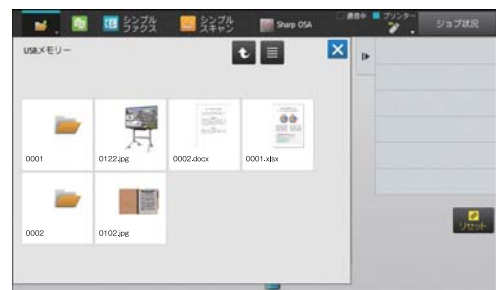 シンプル
ファクス
シンプル
スキャン
Sharp OSA
通信中
プリンター
ジョブ状況
USBメモリー
0001
0122.jpg
0002.docx
0001.xlsx
0002
0102.jpg
リセット